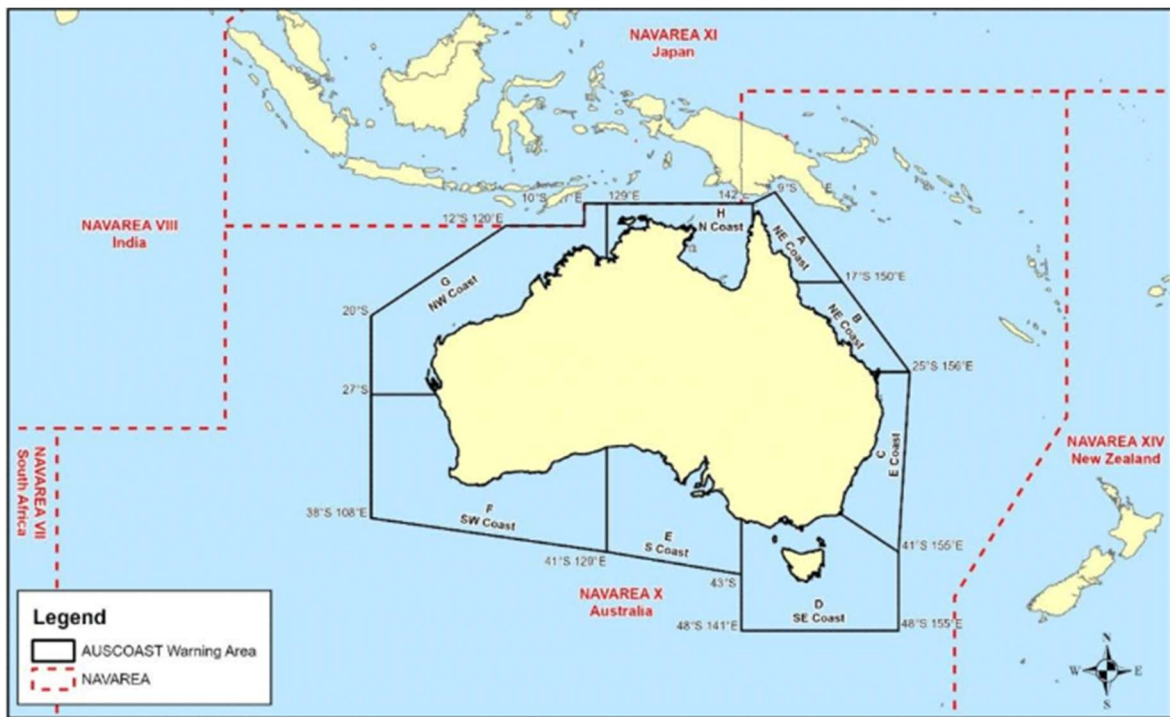 NAVAREA XI
Japan
NAVAREA VIII
India
10°S
129°E
142°
9°S
E
12°S 120°E
H
N Coast
A
NE Coast
G
NW Coast
17°S 150°E
B
NE Coast
20°S
25°S 156°E
27°S
C
E Coast
NAVAREA XIV
New Zealand
NAVAREA VII
South Africa
38°S 108°E
F
SW Coast
E
S Coast
41°S 129°E
41°S 155°E
43°S
NAVAREA X
Australia
D
SE Coast
48°S 141°E
48°S 155°E
Legend
AUSCOAST Warning Area
NAVAREA
N
W
E
S